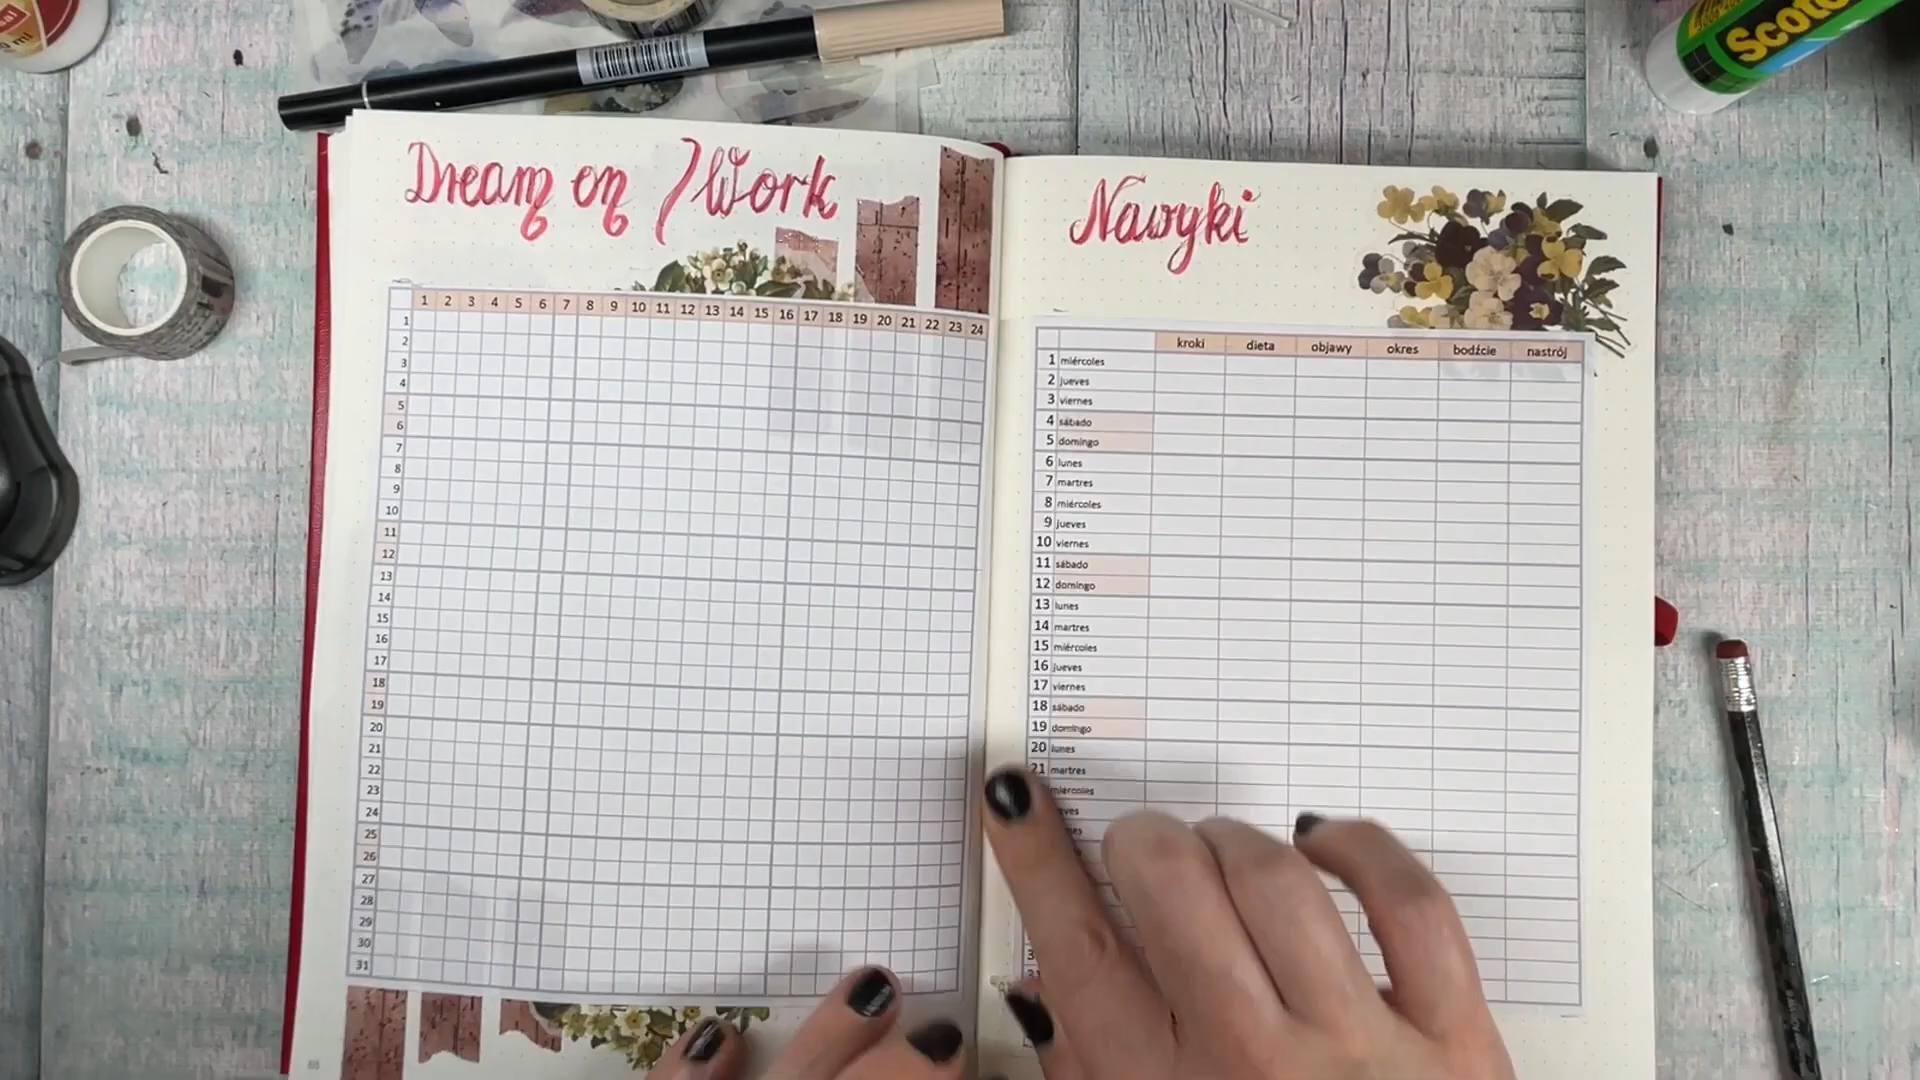 Scot
Dream on / Work
Nawyki
1 2 3 4 5 6 7 8 9 10 11 12 13 14 15 16 17 18 19 20 21 22 23 24
1
2
3
4
5
6
7
8
9
10
11
12
13
14
15
16
17
18
19
20
21
22
23
24
25
26
27
28
29
30
31
kroki dieta objawy okres bodźcie nastrój
1 miércoles
2 jueves
3 viernes
4 sábado
5 domingo
6 lunes
7 martres
8 miércoles
9 jueves
10 viernes
11 sábado
12 domingo
13 lunes
14 martres
15 miércoles
16 jueves
17 viernes
18 sábado
19 domingo
20 lunes
21 martres
miércoles